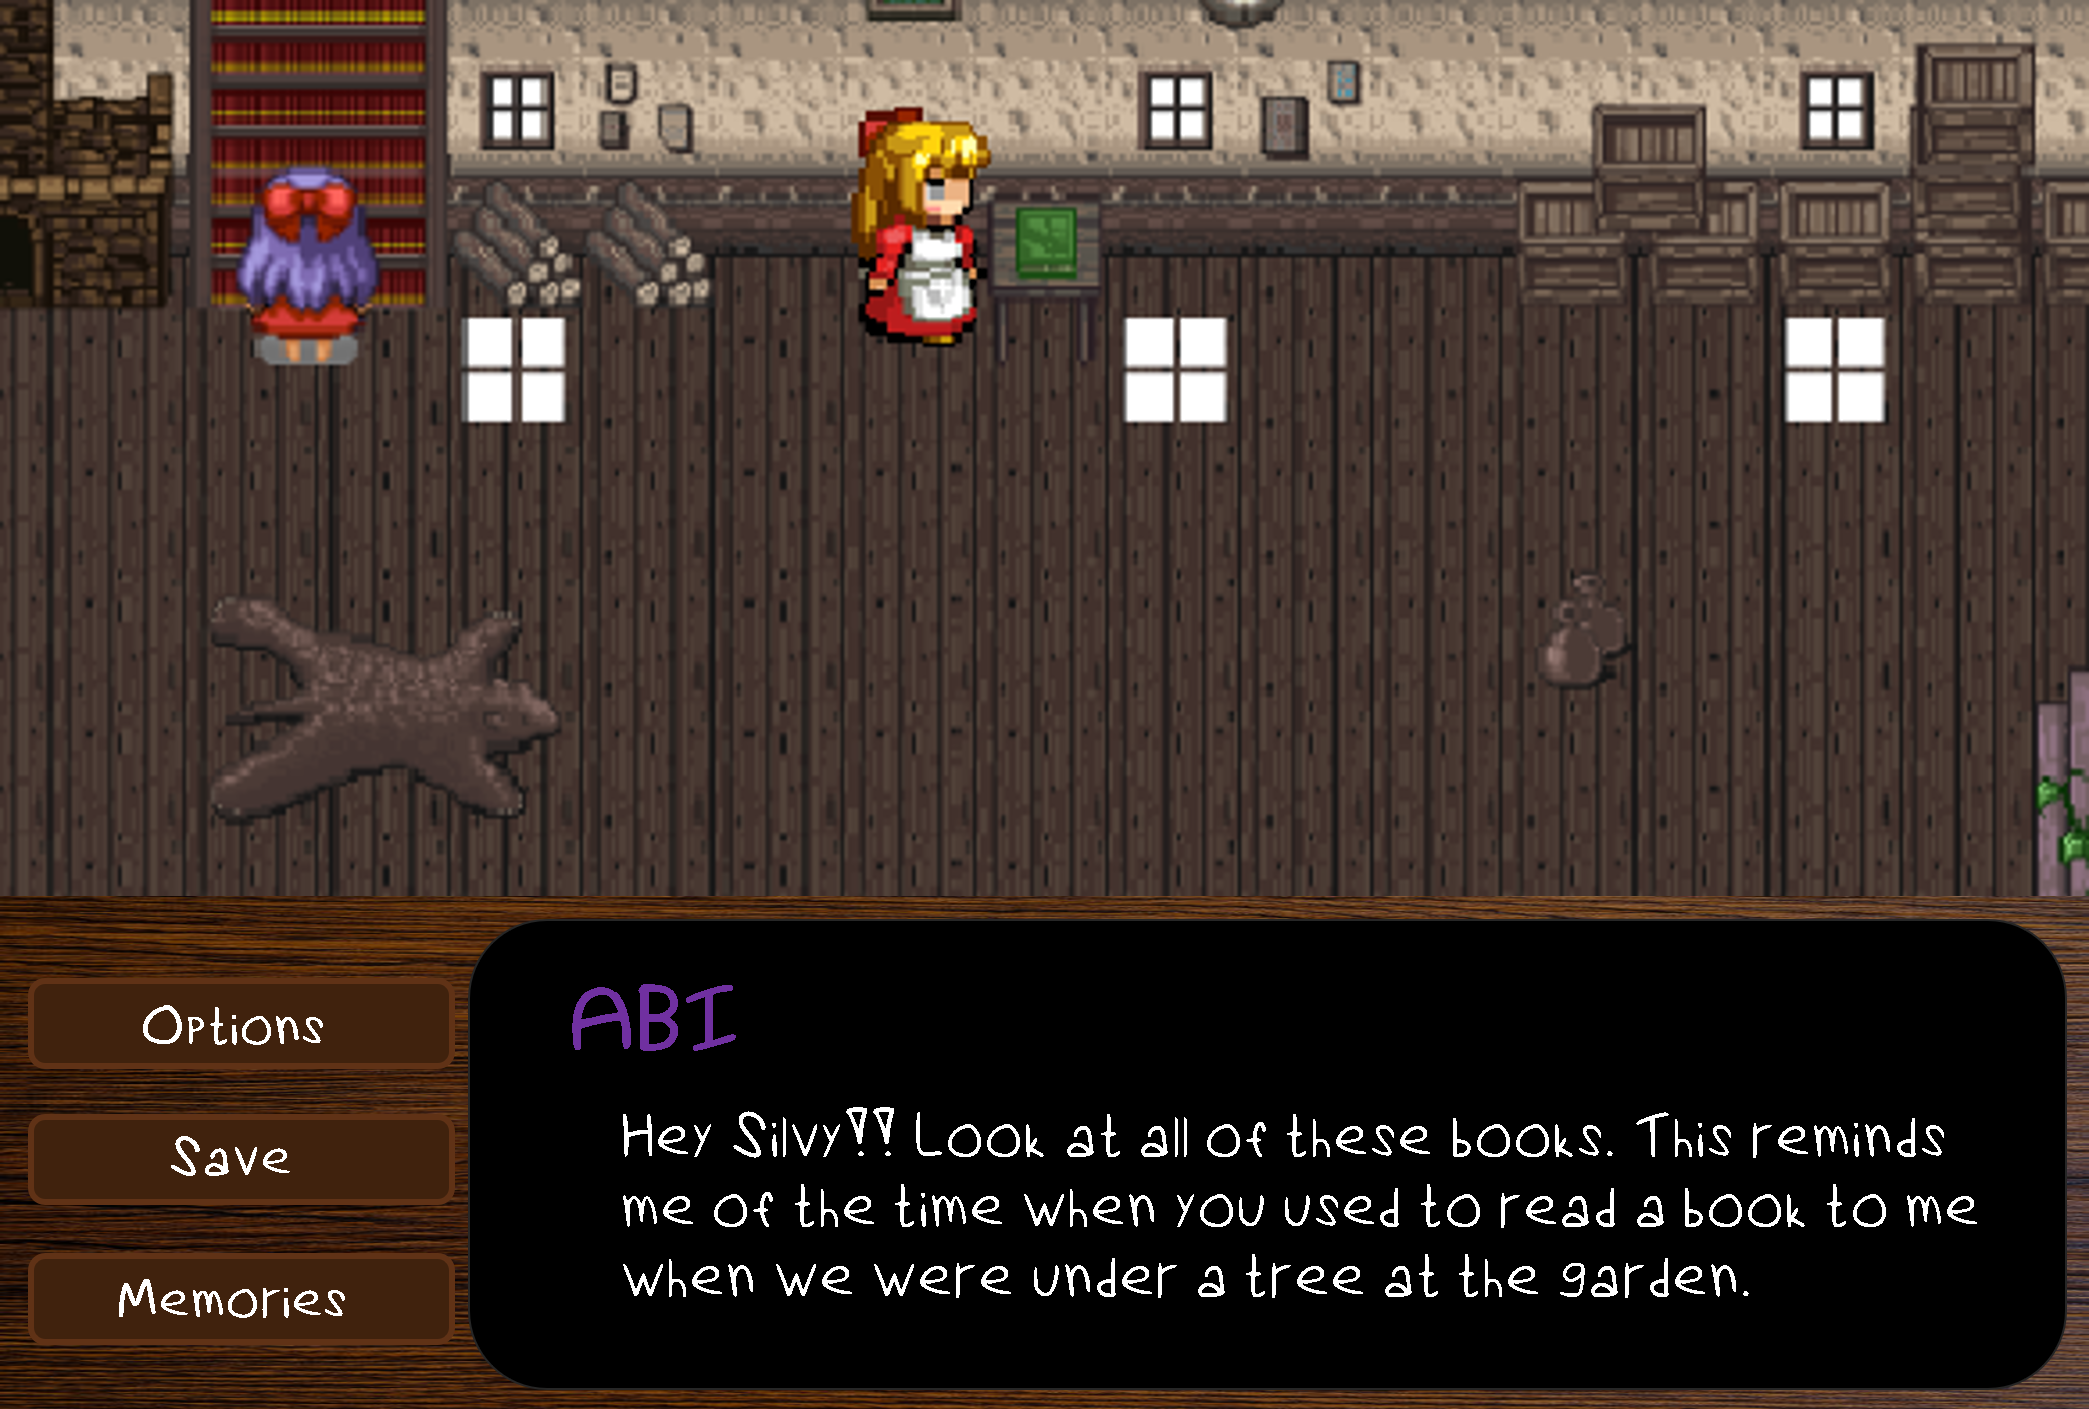 Options
Save
Memories
ABI
Hey Silvy!! Look at all of these books. This reminds
me of the time when you used to read a book to me
when we were under a tree at the garden.